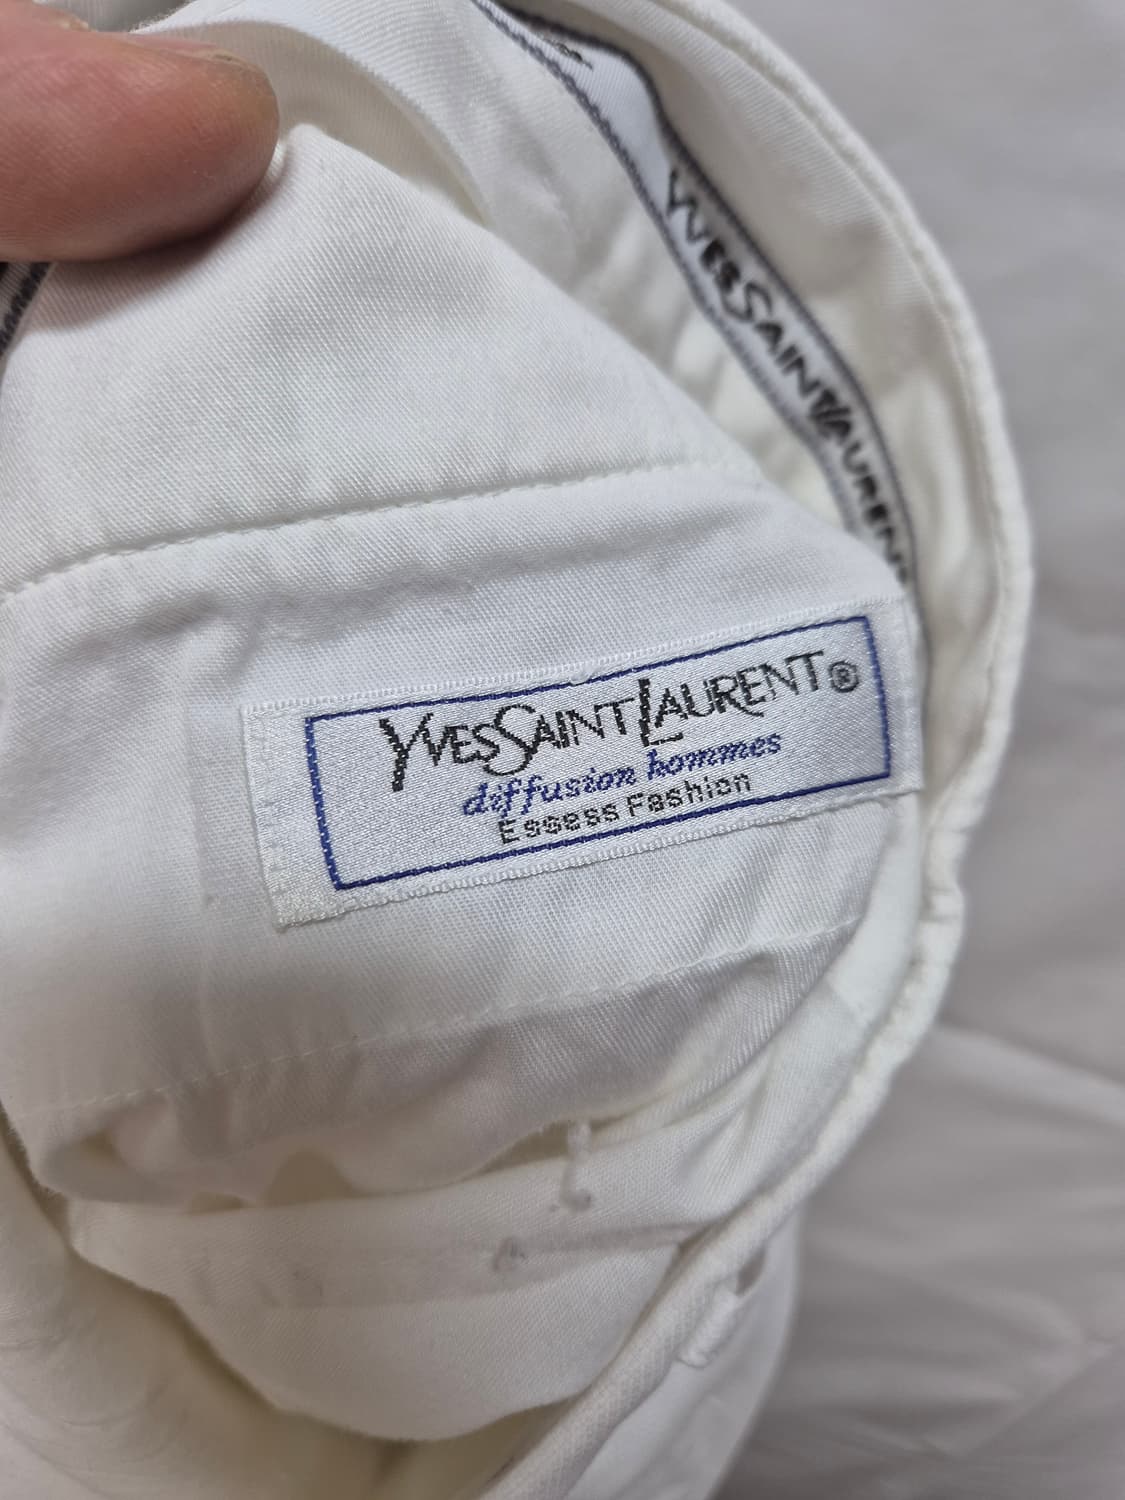 YVESSAINTLAURENT
YVESSAINTLAURENT®
diffusion hommes
Essess Fashion